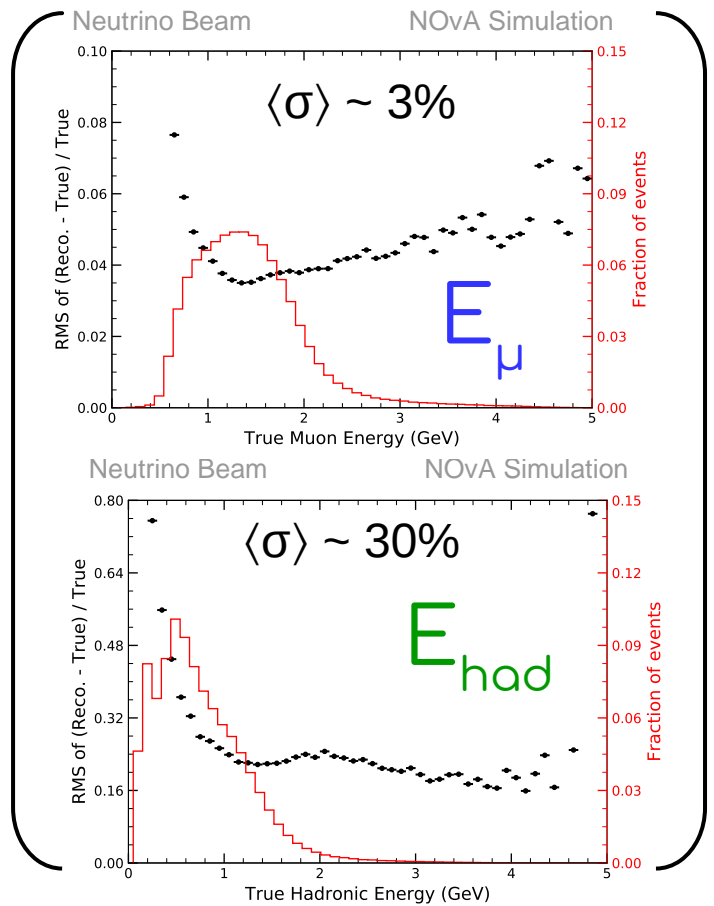 Neutrino Beam NOvA Simulation
0.10 0.15
⟨σ⟩ ~ 3%
0.08 0.12
0.06 0.09
0.04 0.06
0.02 0.03
0.00 0.00
RMS of (Reco. - True) / True
Fraction of events
Eμ
1 2 3 4 5
0
True Muon Energy (GeV)
Neutrino Beam NOvA Simulation
0.80 0.15
⟨σ⟩ ~ 30%
0.64 0.12
0.48 0.09
0.32 0.06
0.16 0.03
0.00 0.00
RMS of (Reco. - True) / True
Fraction of events
Ehad
0 1 2 3 4 5
True Hadronic Energy (GeV)